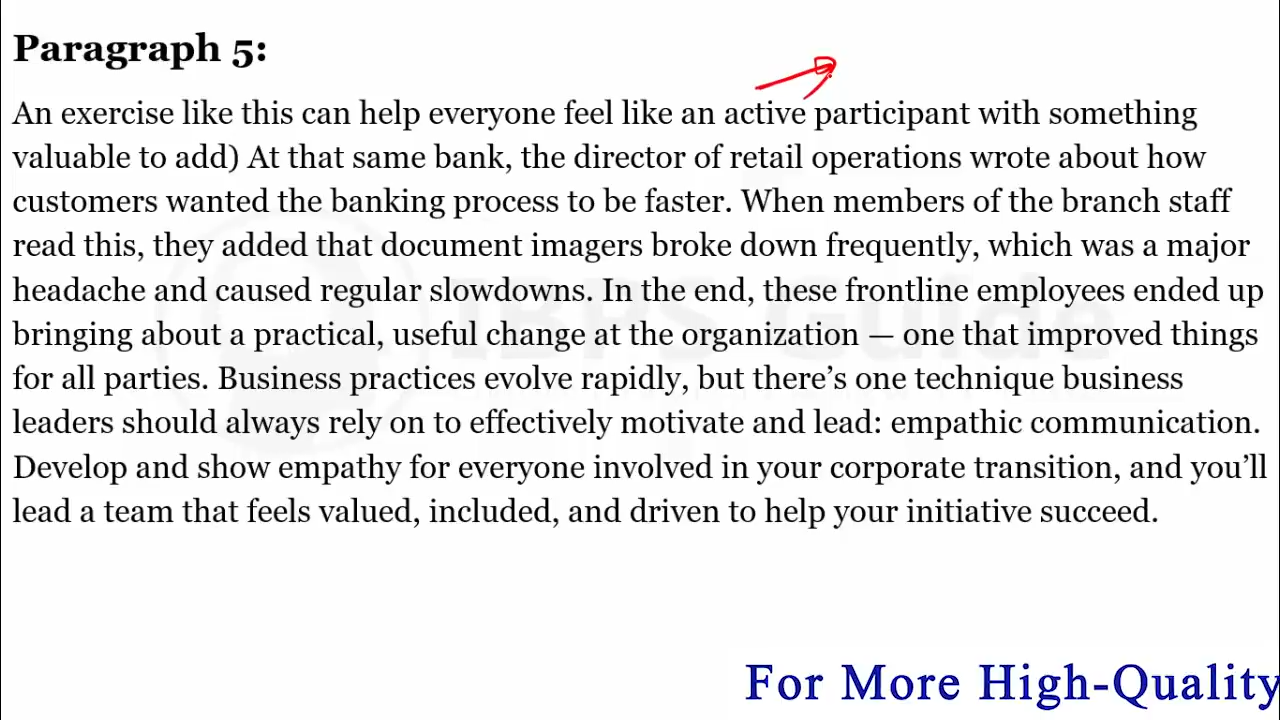 Paragraph 5:
An exercise like this can help everyone feel like an active participant with something
valuable to add) At that same bank, the director of retail operations wrote about how
customers wanted the banking process to be faster. When members of the branch staff
read this, they added that document imagers broke down frequently, which was a major
headache and caused regular slowdowns. In the end, these frontline employees ended up
bringing about a practical, useful change at the organization — one that improved things
for all parties. Business practices evolve rapidly, but there’s one technique business
leaders should always rely on to effectively motivate and lead: empathic communication.
Develop and show empathy for everyone involved in your corporate transition, and you’ll
lead a team that feels valued, included, and driven to help your initiative succeed.
IBPS Guide
For More High-Quality